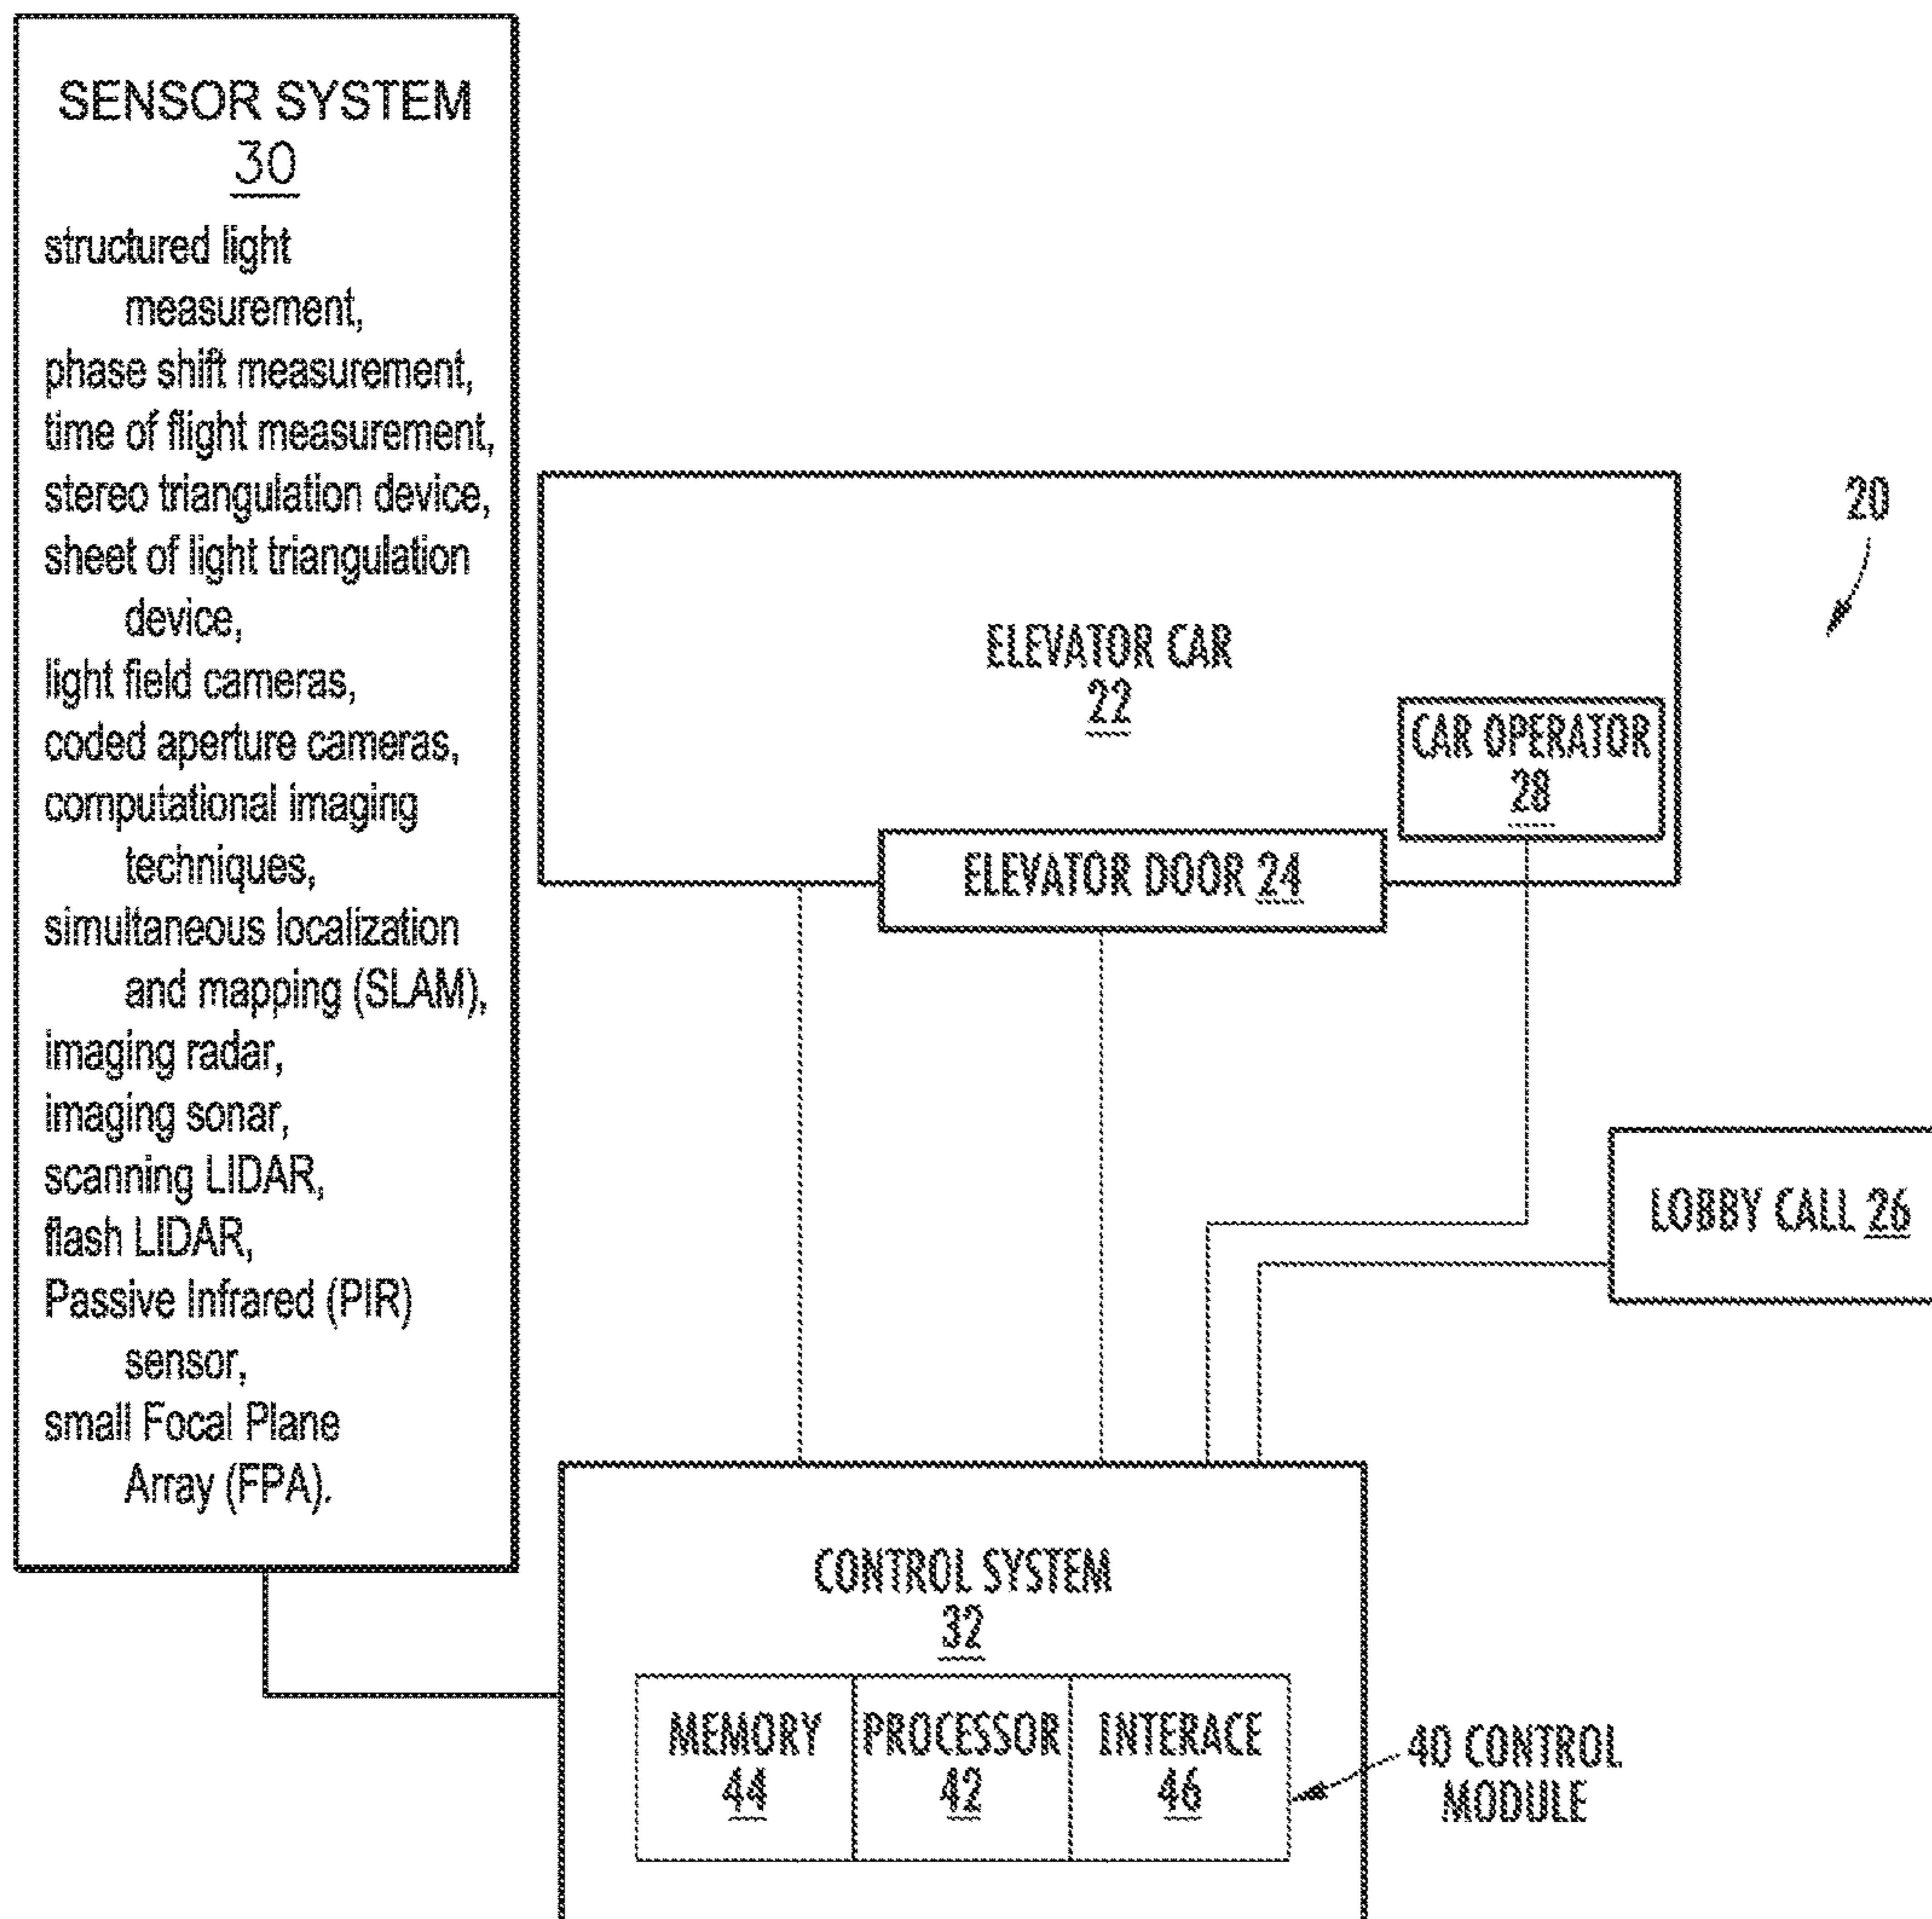 SENSOR SYSTEM
30
structured light
measurement,
phase shift measurement,
time of flight measurement,
stereo triangulation device,
sheet of light triangulation
device,
light field cameras,
coded aperture cameras,
computational imaging
techniques,
simultaneous localization
and mapping (SLAM),
imaging radar,
imaging sonar,
scanning LIDAR,
flash LIDAR,
Passive Infrared (PIR)
sensor,
small Focal Plane
Array (FPA).
20
ELEVATOR CAR
22
CAR OPERATOR
28
ELEVATOR DOOR 24
LOBBY CALL 26
CONTROL SYSTEM
32
MEMORY
44
PROCESSOR
42
INTERACE
46
40 CONTROL
MODULE